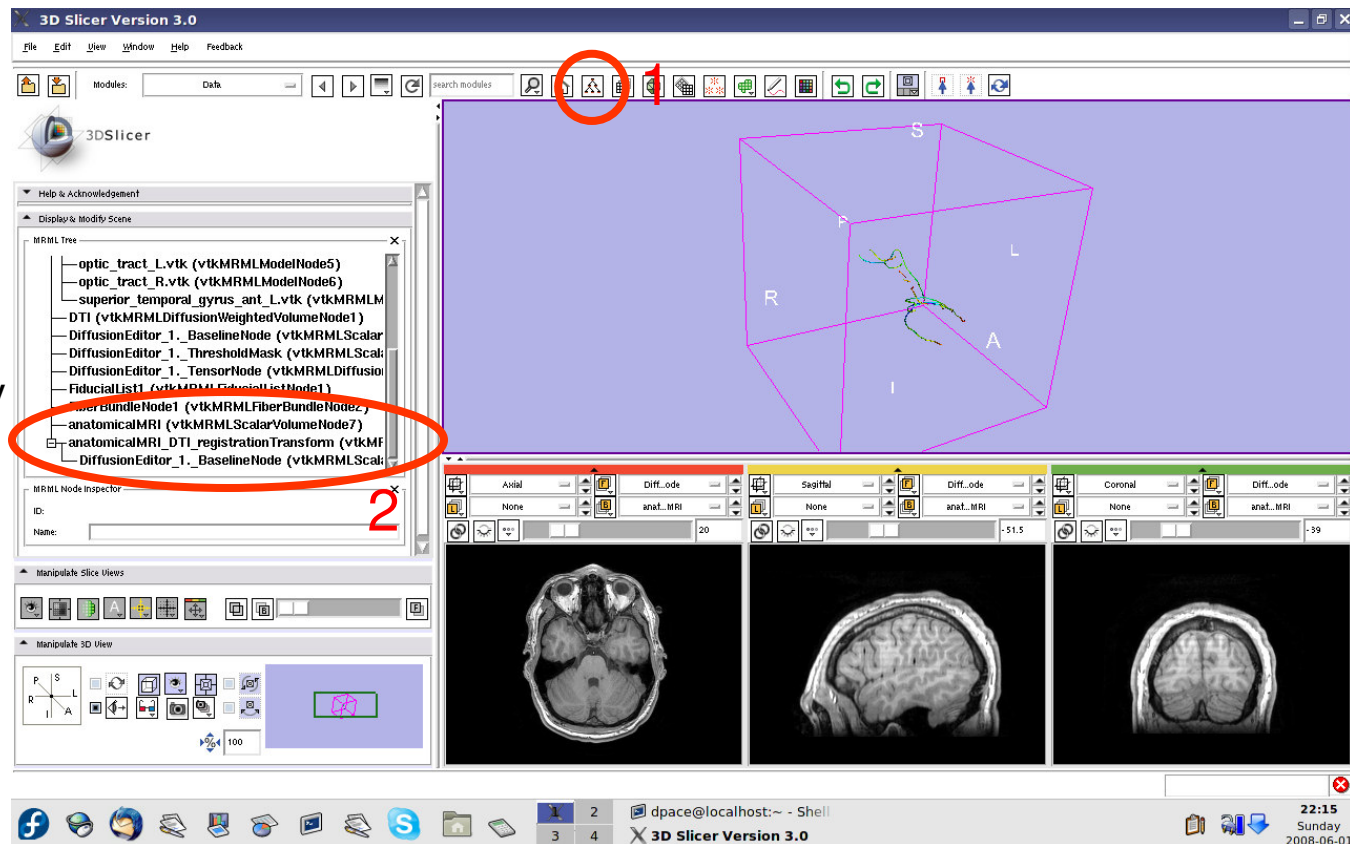 3D Slicer Version 3.0
File Edit View Window Help Feedback
Modules: Data search modules
1
3DSlicer
Help & Acknowledgement
Display & Modify Scene
MRML Tree
optic_tract_L.vtk (vtkMRMLModelNode5)
optic_tract_R.vtk (vtkMRMLModelNode6)
superior_temporal_gyrus_ant_L.vtk (vtkMRMLM
DTI (vtkMRMLDiffusionWeightedVolumeNode1)
DiffusionEditor_1._BaselineNode (vtkMRMLScalar
DiffusionEditor_1._ThresholdMask (vtkMRMLScal
DiffusionEditor_1._TensorNode (vtkMRMLDiffusio
FiducialList1 (vtkMRMLFiducialListNode1)
FiberBundleNode1 (vtkMRMLFiberBundleNode2)
anatomicalMRI (vtkMRMLScalarVolumeNode7)
anatomicalMRI_DTI_registrationTransform (vtkMR
DiffusionEditor_1._BaselineNode (vtkMRMLScal
y
MRML Node Inspector
2
ID:
Name:
Manipulate Slice Views
Manipulate 3D View
P S L R I A
100
S
P
L
R
A
I
Axial Diff...ode
None anat...MRI
20
Sagittal Diff...ode
None anat...MRI
-51.5
Coronal Diff...ode
None anat...MRI
-39
1 2
3 4
dpace@localhost:~ - Shell
3D Slicer Version 3.0
22:15
Sunday
2008-06-01